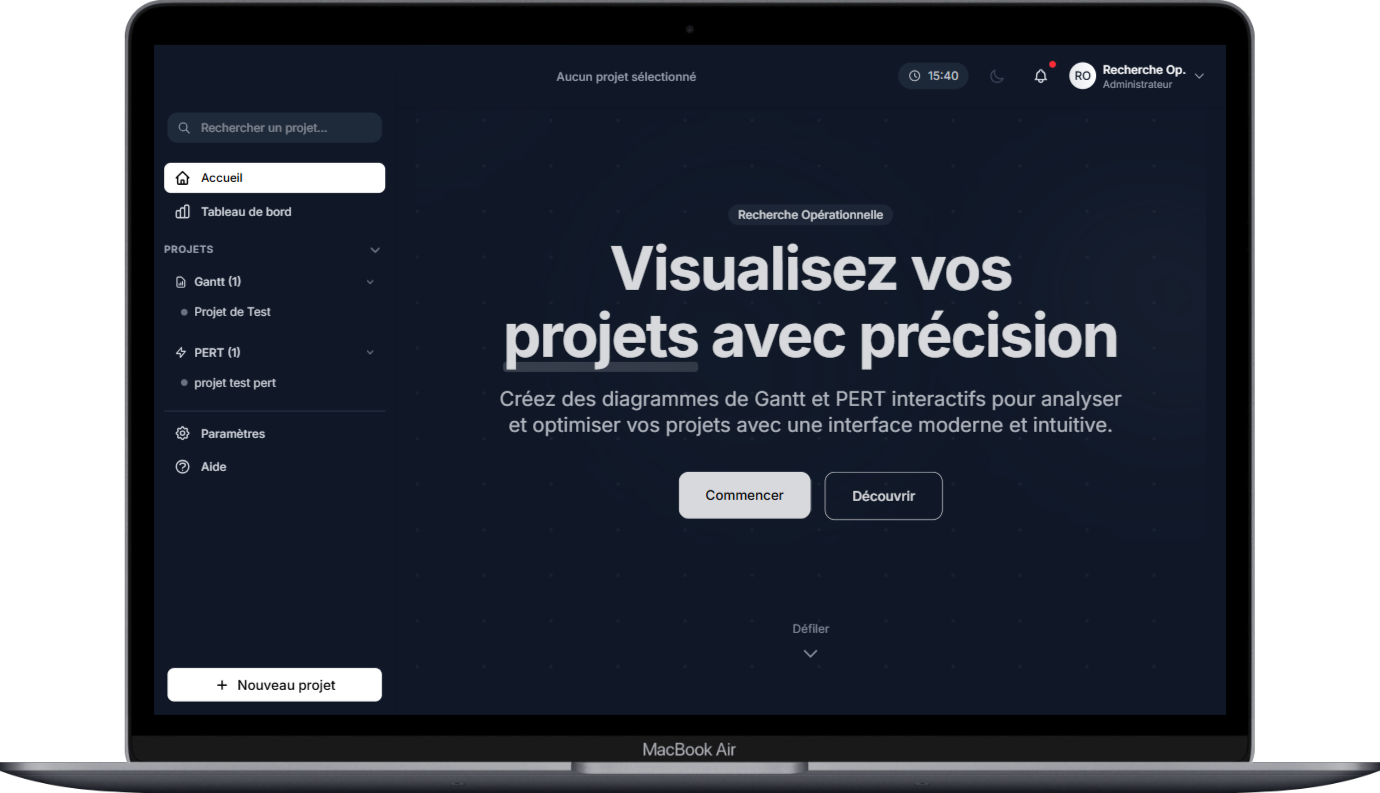 Aucun projet sélectionné
15:40
RO
Recherche Op.
Administrateur
Rechercher un projet...
Accueil
Tableau de bord
PROJETS
Gantt (1)
Projet de Test
PERT (1)
projet test pert
Paramètres
Aide
Nouveau projet
Recherche Opérationnelle
Visualisez vos
projets avec précision
Créez des diagrammes de Gantt et PERT interactifs pour analyser
et optimiser vos projets avec une interface moderne et intuitive.
Commencer
Découvrir
Défiler
MacBook Air